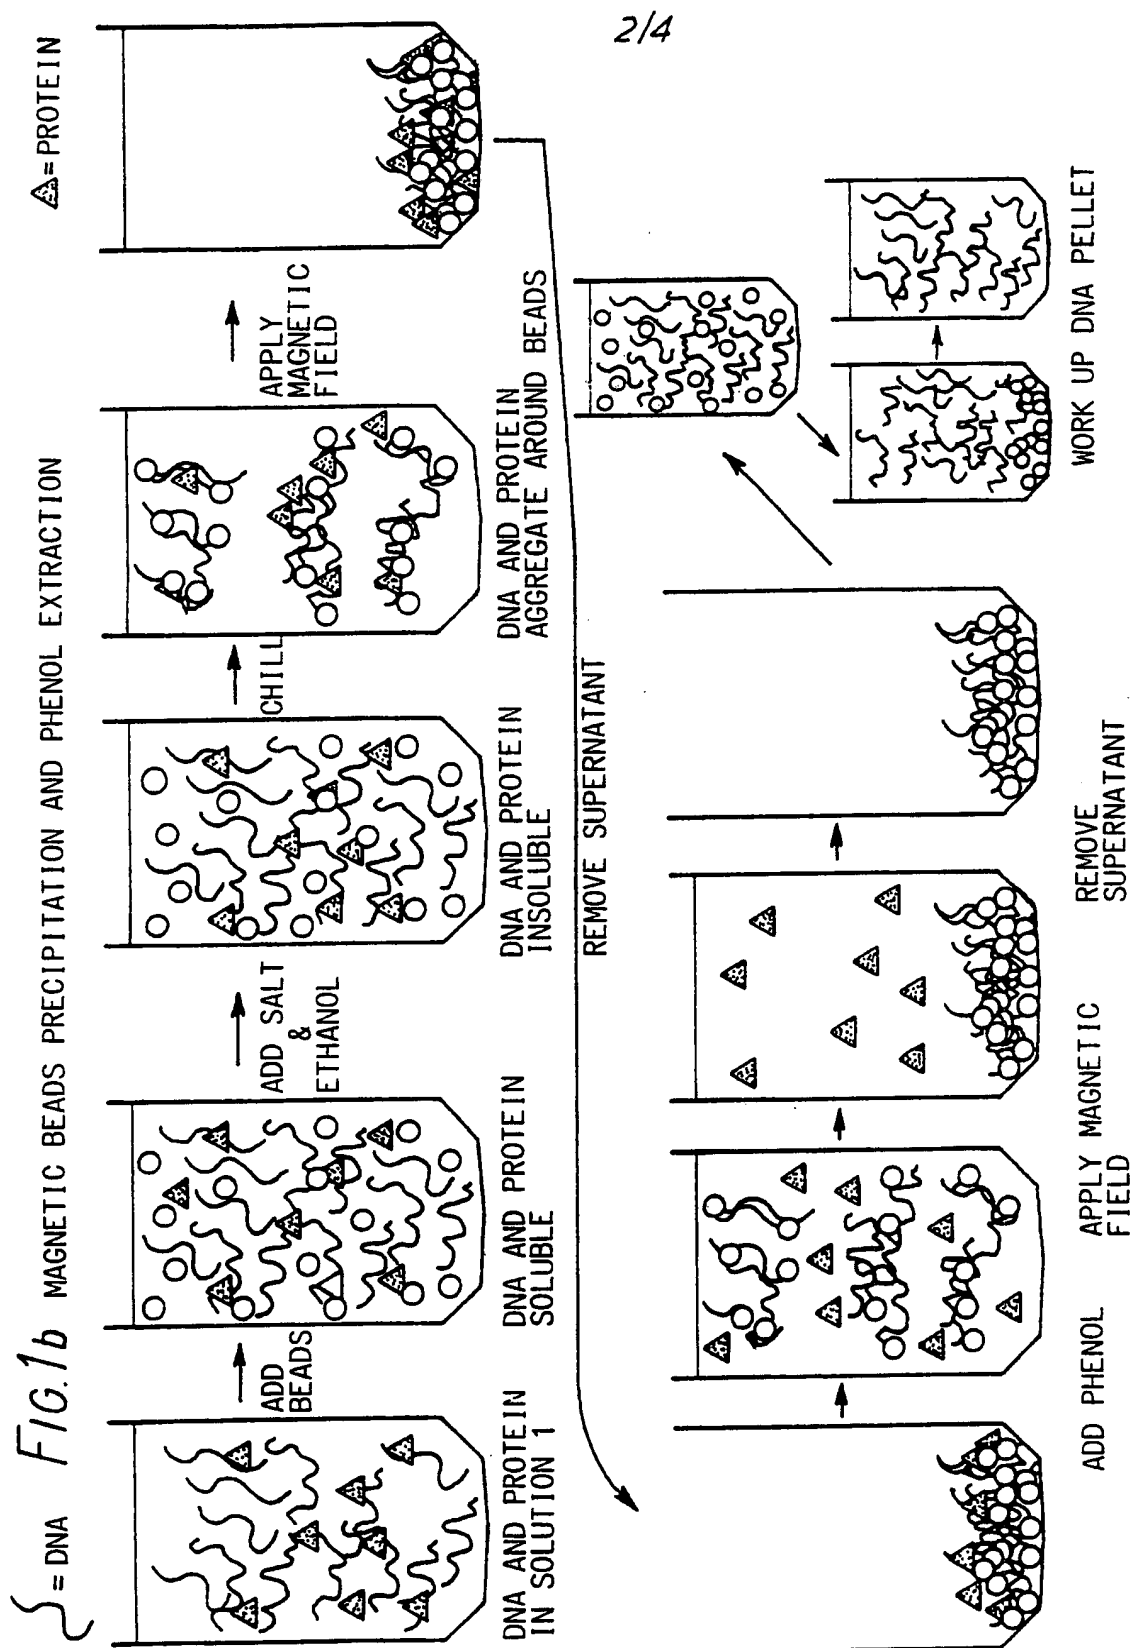 2/4
= DNA
FIG.1b MAGNETIC BEADS PRECIPITATION AND PHENOL EXTRACTION
= PROTEIN
ADD
BEADS
ADD SALT
&
ETHANOL
CHILL
APPLY
MAGNETIC
FIELD
DNA AND PROTEIN
IN SOLUTION 1
DNA AND PROTEIN
SOLUBLE
DNA AND PROTEIN
INSOLUBLE
DNA AND PROTEIN
AGGREGATE AROUND BEADS
REMOVE SUPERNATANT
ADD PHENOL
APPLY MAGNETIC
FIELD
REMOVE
SUPERNATANT
WORK UP DNA PELLET